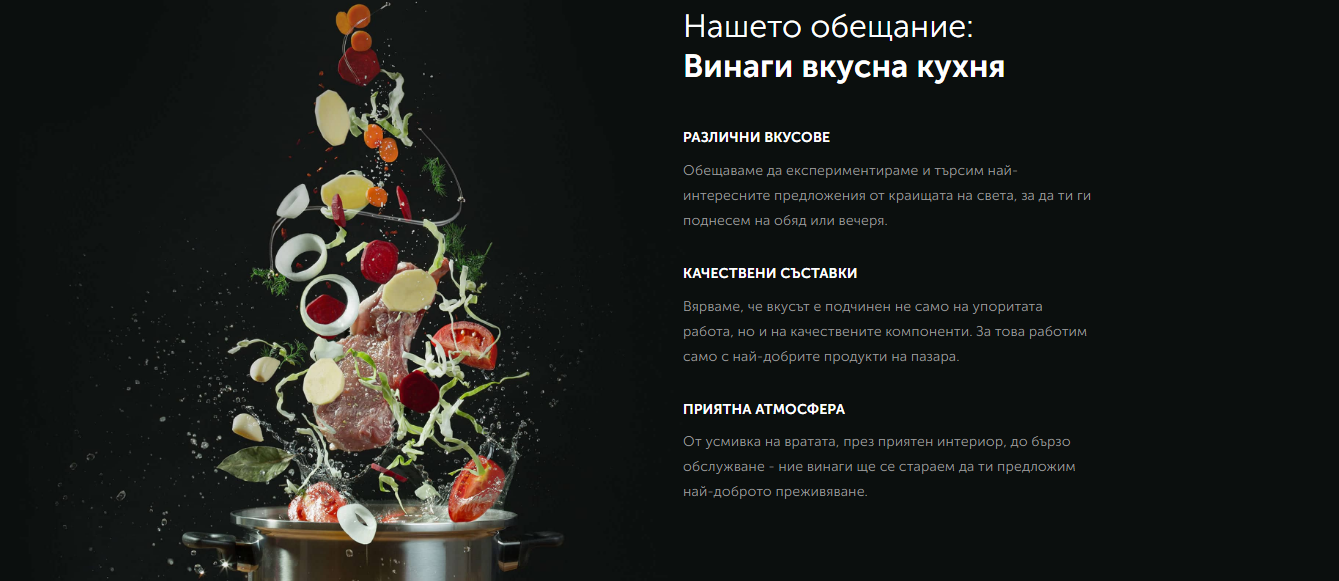 Нашето обещание:
Винаги вкусна кухня
РАЗЛИЧНИ ВКУСОВЕ
Обещаваме да експериментираме и търсим най-
интересните предложения от краищата на света, за да ти ги
поднесем на обяд или вечеря.
КАЧЕСТВЕНИ СЪСТАВКИ
Вярваме, че вкусът е подчинен не само на упоритата
работа, но и на качествените компоненти. За това работим
само с най-добрите продукти на пазара.
ПРИЯТНА АТМОСФЕРА
От усмивка на вратата, през приятен интериор, до бързо
обслужване - ние винаги ще се стараем да ти предложим
най-доброто преживяване.